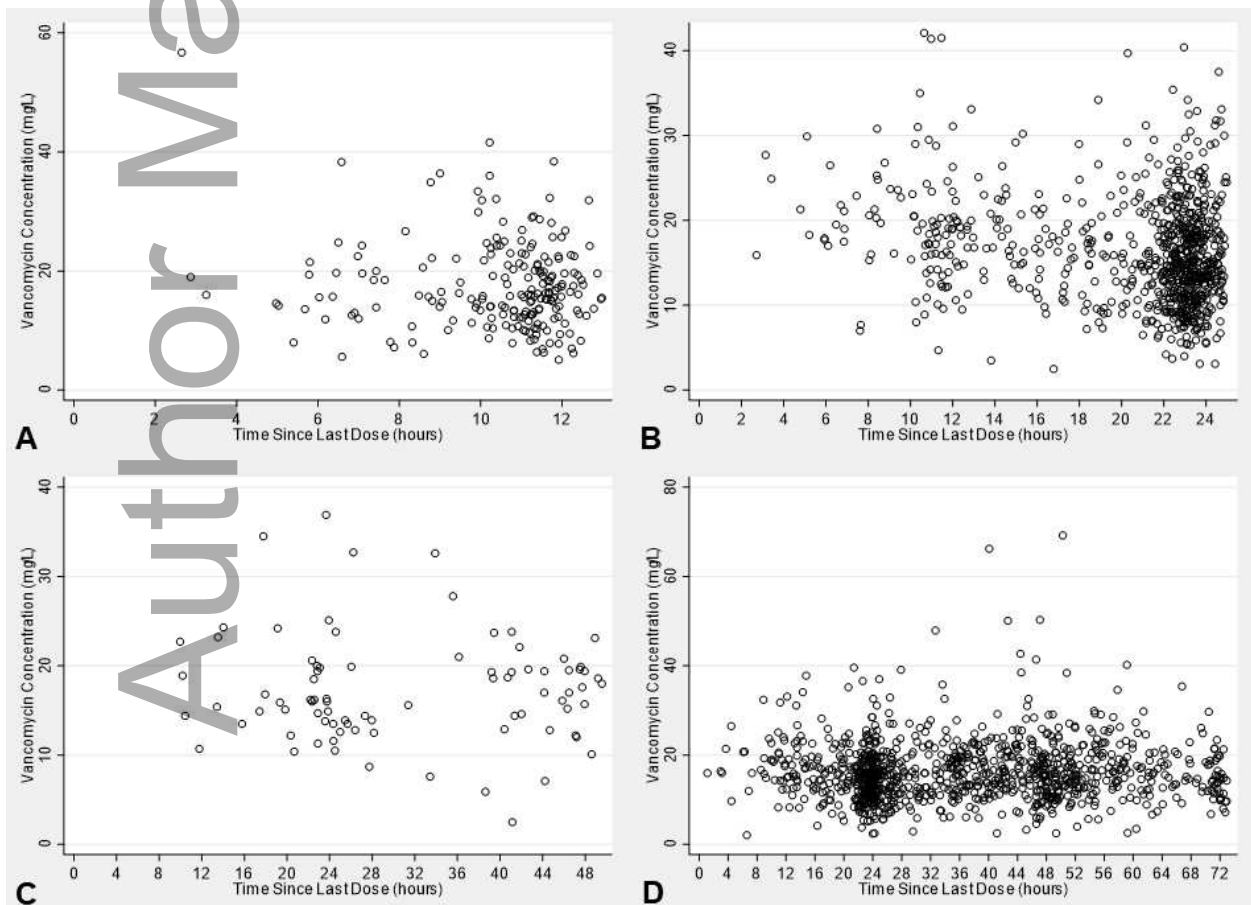 Vancomycin Concentration (mgL)
0 20 40 60
0 2 4 6 8 10 12
Time Since Last Dose (hours)
A
Vancomycin Concentration (mgL)
0 10 20 30 40
0 2 4 6 8 10 12 14 16 18 20 22 24
Time Since Last Dose (hours)
B
Vancomycin Concentration (mgL)
0 10 20 30 40
0 4 8 12 16 20 24 28 32 36 40 44 48
Time Since Last Dose (hours)
C
Vancomycin Concentration (mgL)
0 20 40 60 80
0 4 8 12 16 20 24 28 32 36 40 44 48 52 56 60 64 68 72
Time Since Last Dose (hours)
D
Author Ma